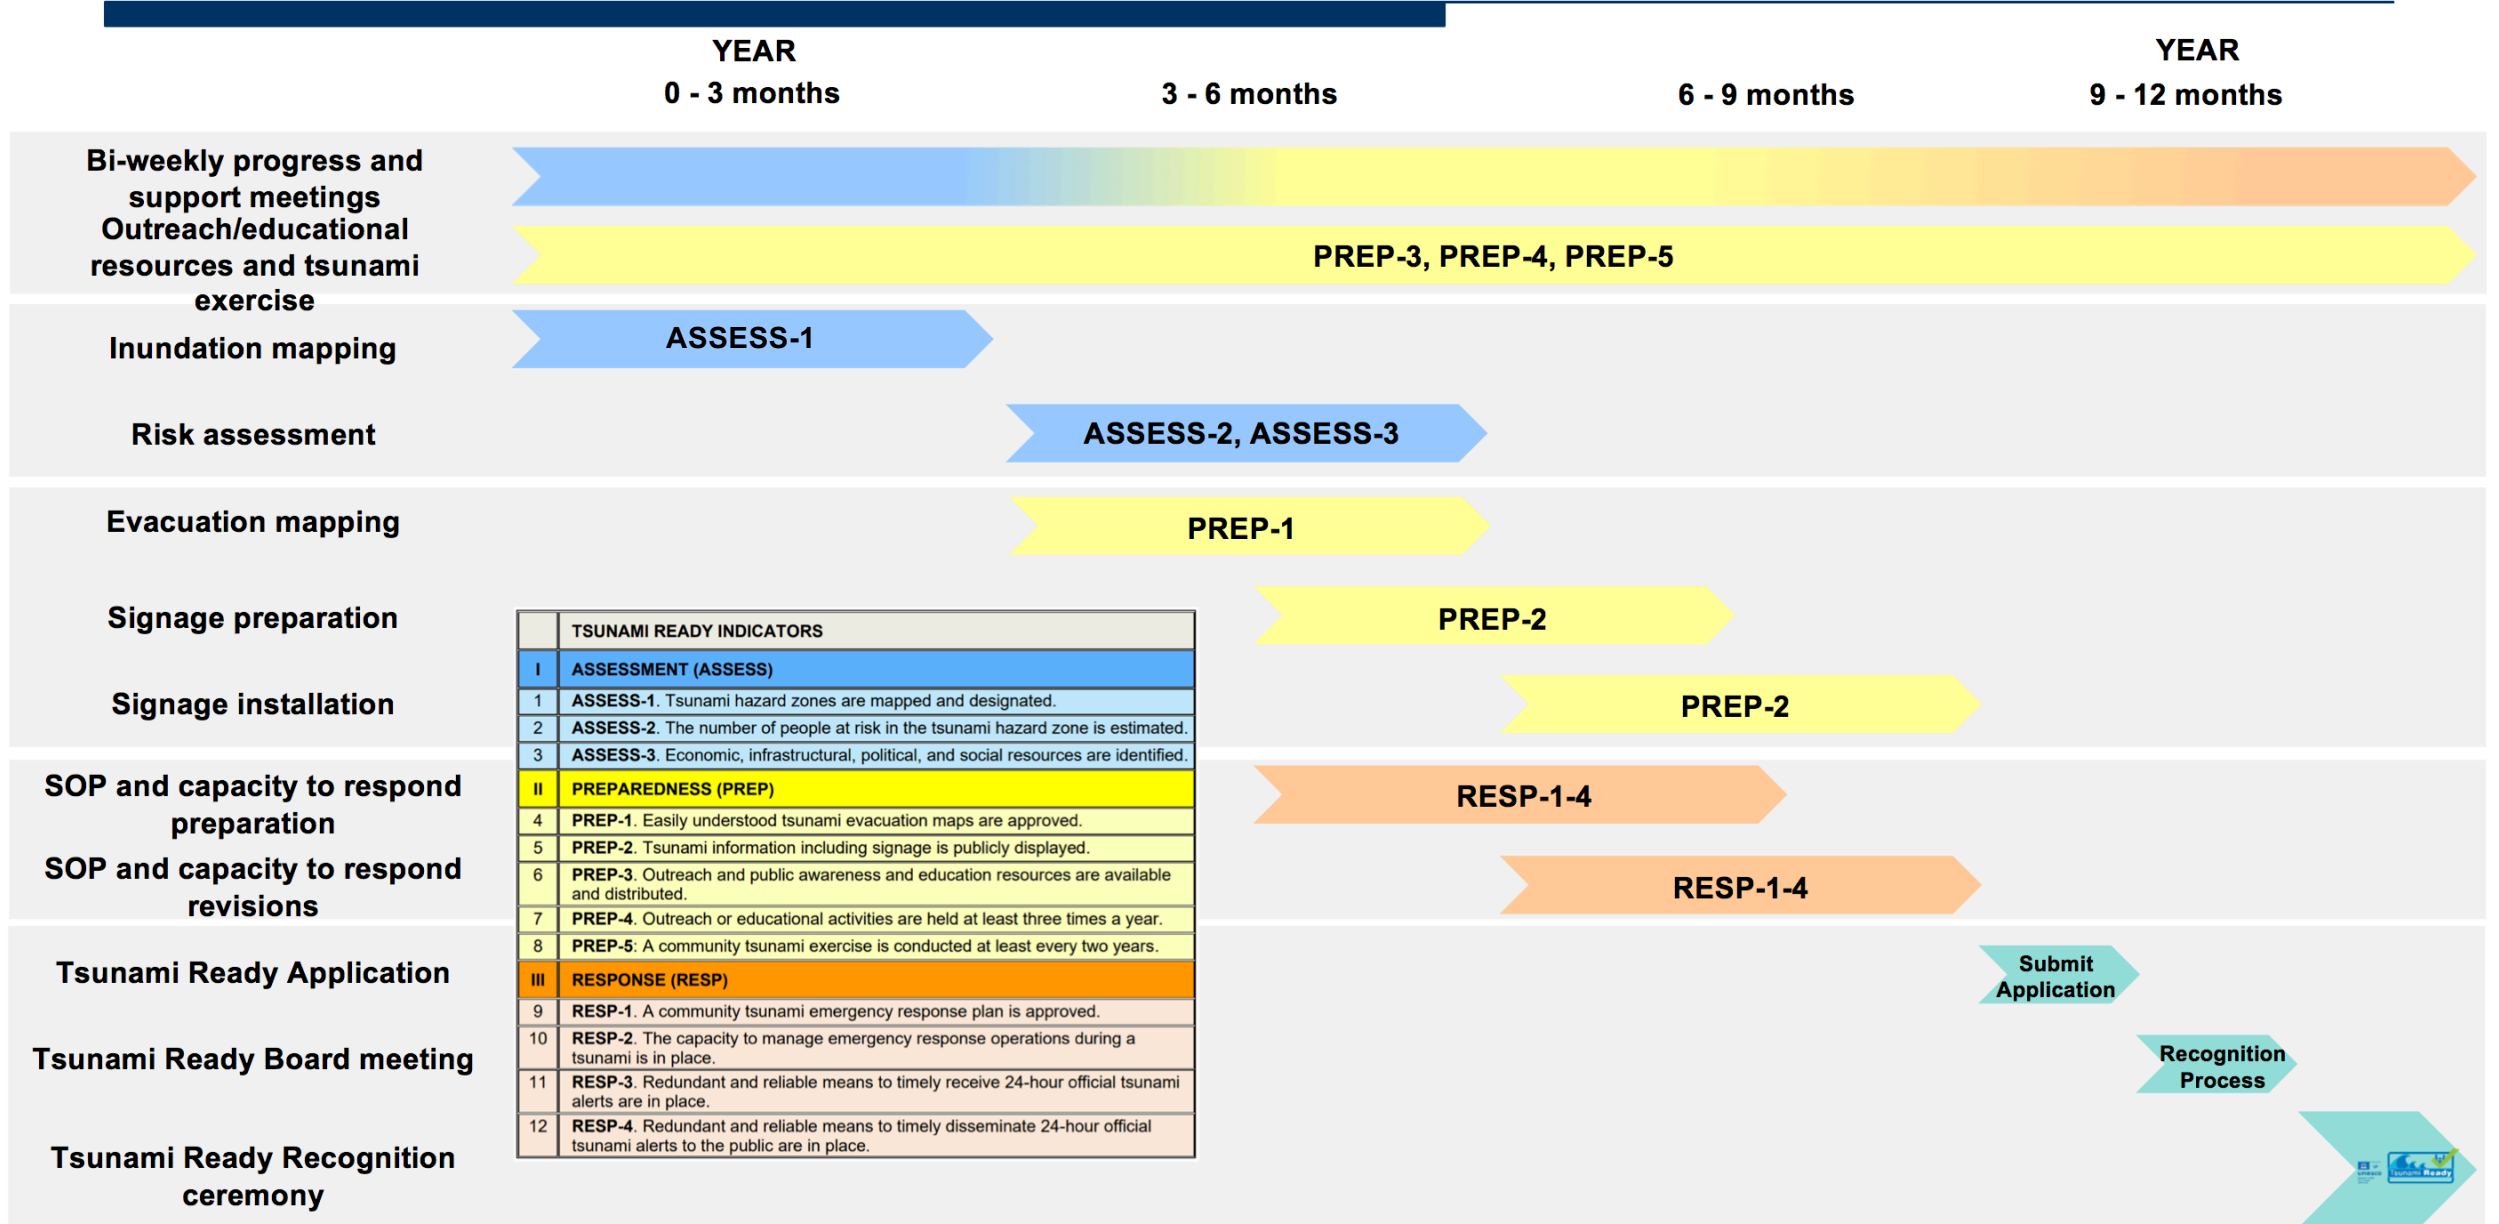 YEAR
YEAR
0 - 3 months
3 - 6 months
6 - 9 months
9 - 12 months
Bi-weekly progress and
support meetings
Outreach/educational
resources and tsunami
exercise
PREP-3, PREP-4, PREP-5
Inundation mapping
ASSESS-1
Risk assessment
ASSESS-2, ASSESS-3
Evacuation mapping
PREP-1
Signage preparation
PREP-2
Signage installation
PREP-2
SOP and capacity to respond
preparation
RESP-1-4
SOP and capacity to respond
revisions
RESP-1-4
Tsunami Ready Application
Submit
Application
Tsunami Ready Board meeting
Recognition
Process
Tsunami Ready Recognition
ceremony
unesco
Tsunami Ready
TSUNAMI READY INDICATORS
I ASSESSMENT (ASSESS)
1 ASSESS-1. Tsunami hazard zones are mapped and designated.
2 ASSESS-2. The number of people at risk in the tsunami hazard zone is estimated.
3 ASSESS-3. Economic, infrastructural, political, and social resources are identified.
II PREPAREDNESS (PREP)
4 PREP-1. Easily understood tsunami evacuation maps are approved.
5 PREP-2. Tsunami information including signage is publicly displayed.
6 PREP-3. Outreach and public awareness and education resources are available
and distributed.
7 PREP-4. Outreach or educational activities are held at least three times a year.
8 PREP-5: A community tsunami exercise is conducted at least every two years.
III RESPONSE (RESP)
9 RESP-1. A community tsunami emergency response plan is approved.
10 RESP-2. The capacity to manage emergency response operations during a
tsunami is in place.
11 RESP-3. Redundant and reliable means to timely receive 24-hour official tsunami
alerts are in place.
12 RESP-4. Redundant and reliable means to timely disseminate 24-hour official
tsunami alerts to the public are in place.